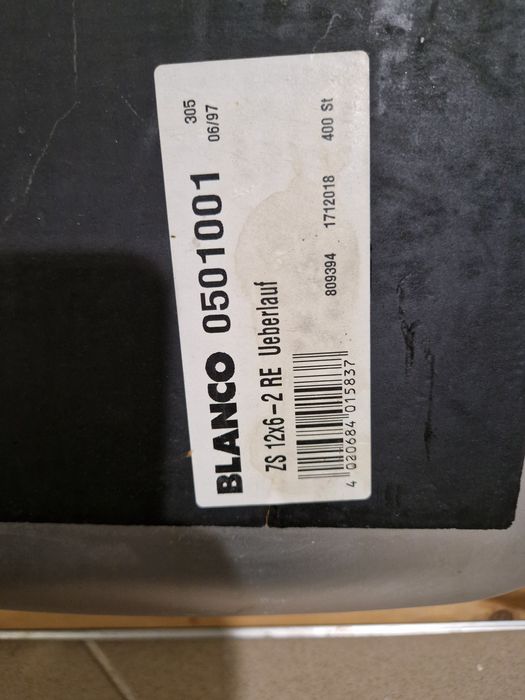 305
BLANCO 0501001 06/97
ZS 12x6-2 RE Ueberlauf
809394 1712018 400 St
4 020684 015837